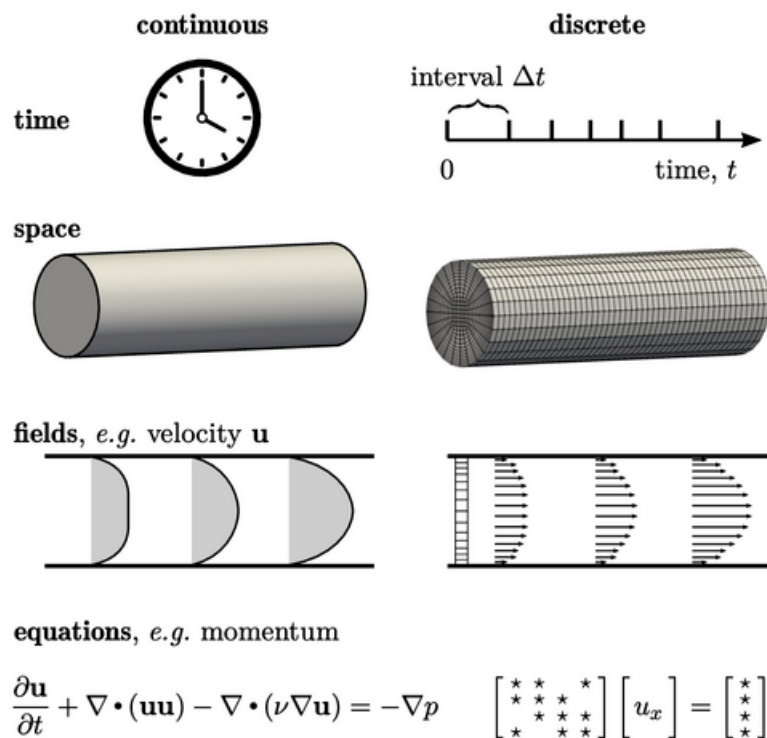 continuous discrete
interval Δt
time
0 time, t
space
fields, e.g. velocity u
equations, e.g. momentum
∂u/∂t + ∇•(uu) − ∇•(ν∇u) = −∇p [⋆ ⋆   ⋆; ⋆ ⋆ ⋆; ⋆ ⋆ ⋆; ⋆   ⋆ ⋆] [u_x] = [⋆; ⋆; ⋆; ⋆]